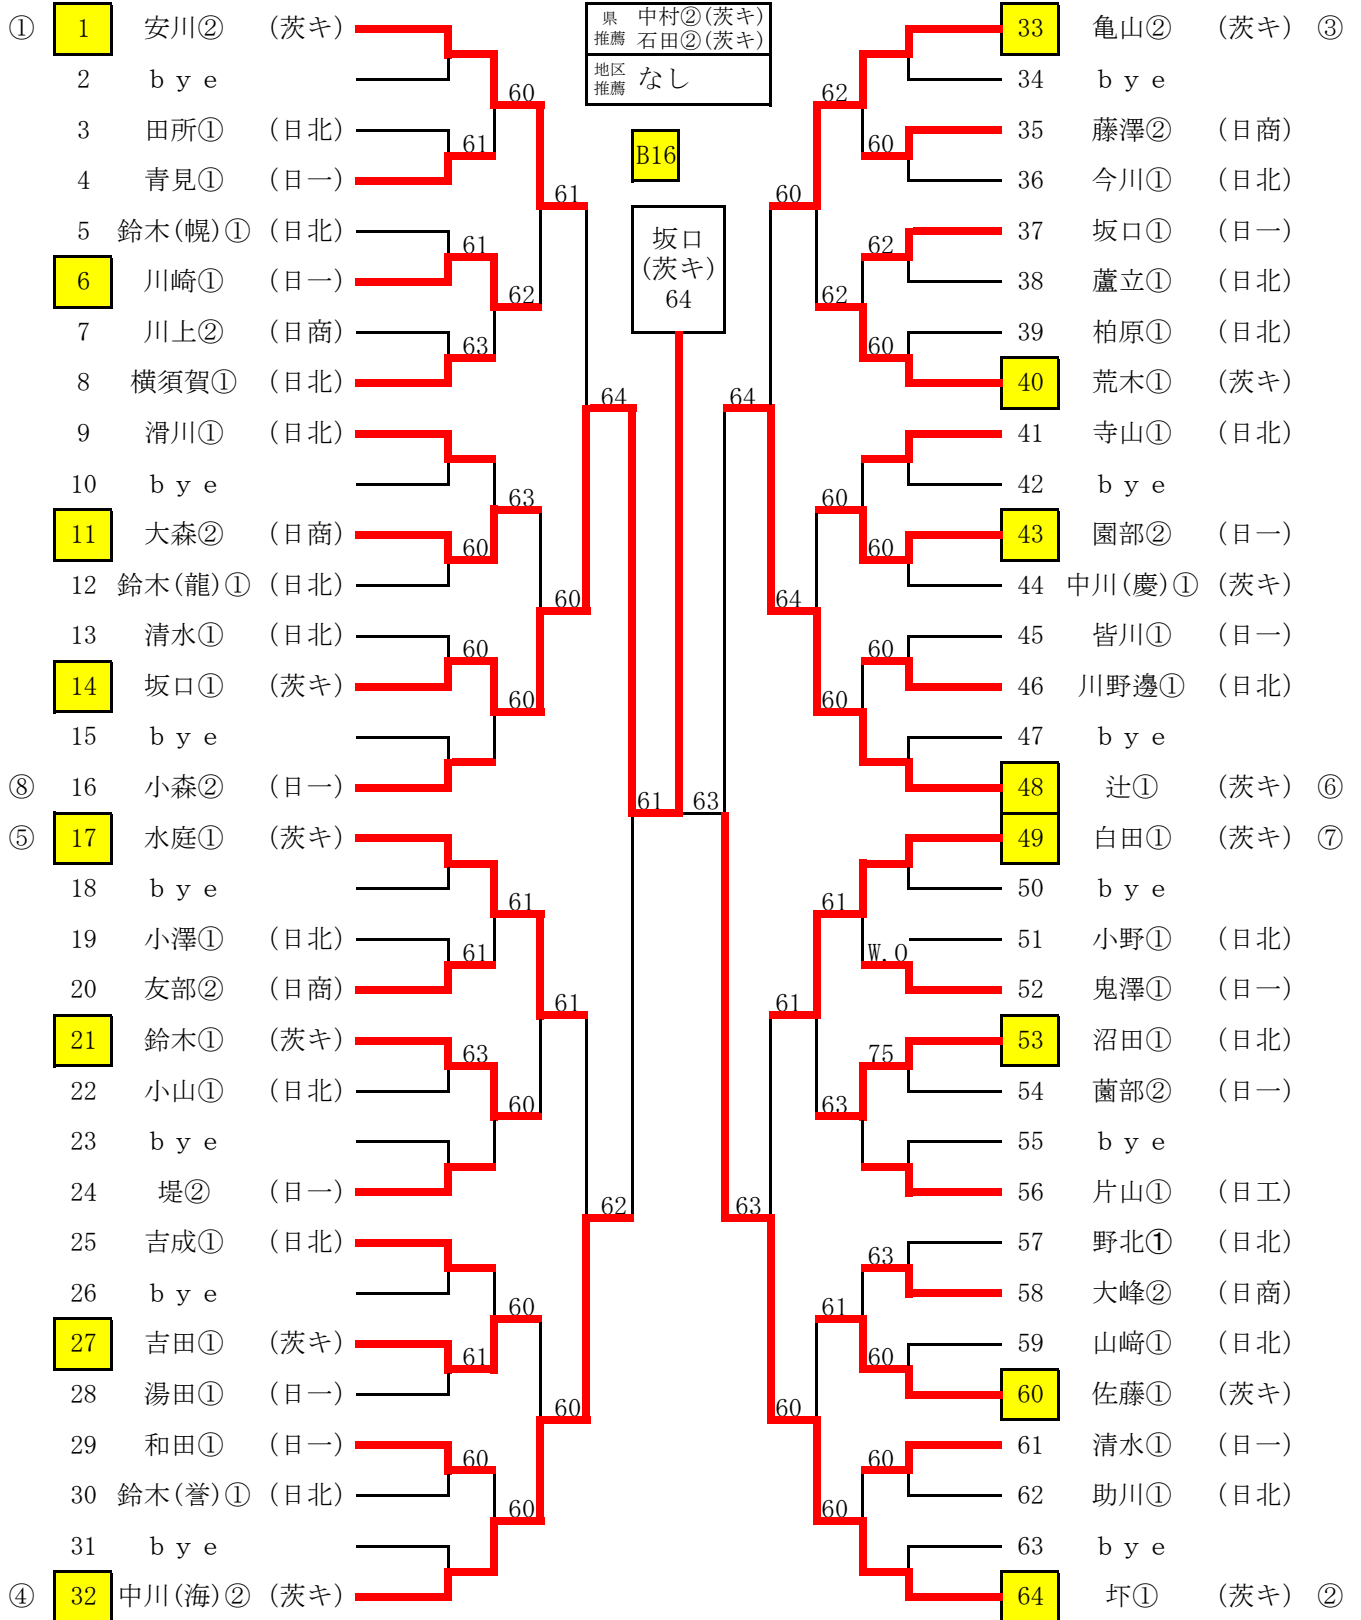 県推薦 中村②(茨キ)
石田②(茨キ)
地区推薦 なし
B16
坂口
(茨キ)
64
① 1 安川② (茨キ)
2 bye
3 田所① (日北)
4 青見① (日一)
5 鈴木(幌)① (日北)
6 川崎① (日一)
7 川上② (日商)
8 横須賀① (日北)
9 滑川① (日北)
10 bye
11 大森② (日商)
12 鈴木(龍)① (日北)
13 清水① (日北)
14 坂口① (茨キ)
15 bye
⑧ 16 小森② (日一)
⑤ 17 水庭① (茨キ)
18 bye
19 小澤① (日北)
20 友部② (日商)
21 鈴木① (茨キ)
22 小山① (日北)
23 bye
24 堤② (日一)
25 吉成① (日北)
26 bye
27 吉田① (茨キ)
28 湯田① (日一)
29 和田① (日一)
30 鈴木(誉)① (日北)
31 bye
④ 32 中川(海)② (茨キ)
61
61
63
60
60
61
63
61
60
60
62
63
60
61
60
60
60
61
60
61
60
64
62
61
63
64
63
60
64
61
60
62
62
60
60
61
63
61
60
60
62
60
60
60
W.O
75
63
60
60
33 亀山② (茨キ) ③
34 bye
35 藤澤② (日商)
36 今川① (日北)
37 坂口① (日一)
38 蘆立① (日北)
39 柏原① (日北)
40 荒木① (茨キ)
41 寺山① (日北)
42 bye
43 園部② (日一)
44 中川(慶)① (茨キ)
45 皆川① (日一)
46 川野邊① (日北)
47 bye
48 辻① (茨キ) ⑥
49 白田① (茨キ) ⑦
50 bye
51 小野① (日北)
52 鬼澤① (日一)
53 沼田① (日北)
54 薗部② (日一)
55 bye
56 片山① (日工)
57 野北① (日北)
58 大峰② (日商)
59 山﨑① (日北)
60 佐藤① (茨キ)
61 清水① (日一)
62 助川① (日北)
63 bye
64 圷① (茨キ) ②